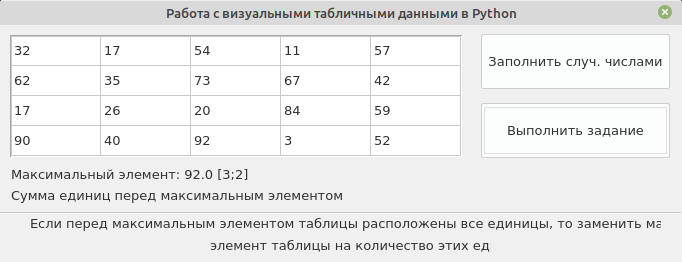 Работа с визуальными табличными данными в Python
32 17 54 11 57
Заполнить случ. числами
62 35 73 67 42
17 26 20 84 59
Выполнить задание
90 40 92 3 52
Максимальный элемент: 92.0 [3;2]
Сумма единиц перед максимальным элементом
Если перед максимальным элементом таблицы расположены все единицы, то заменить ма
элемент таблицы на количество этих ед